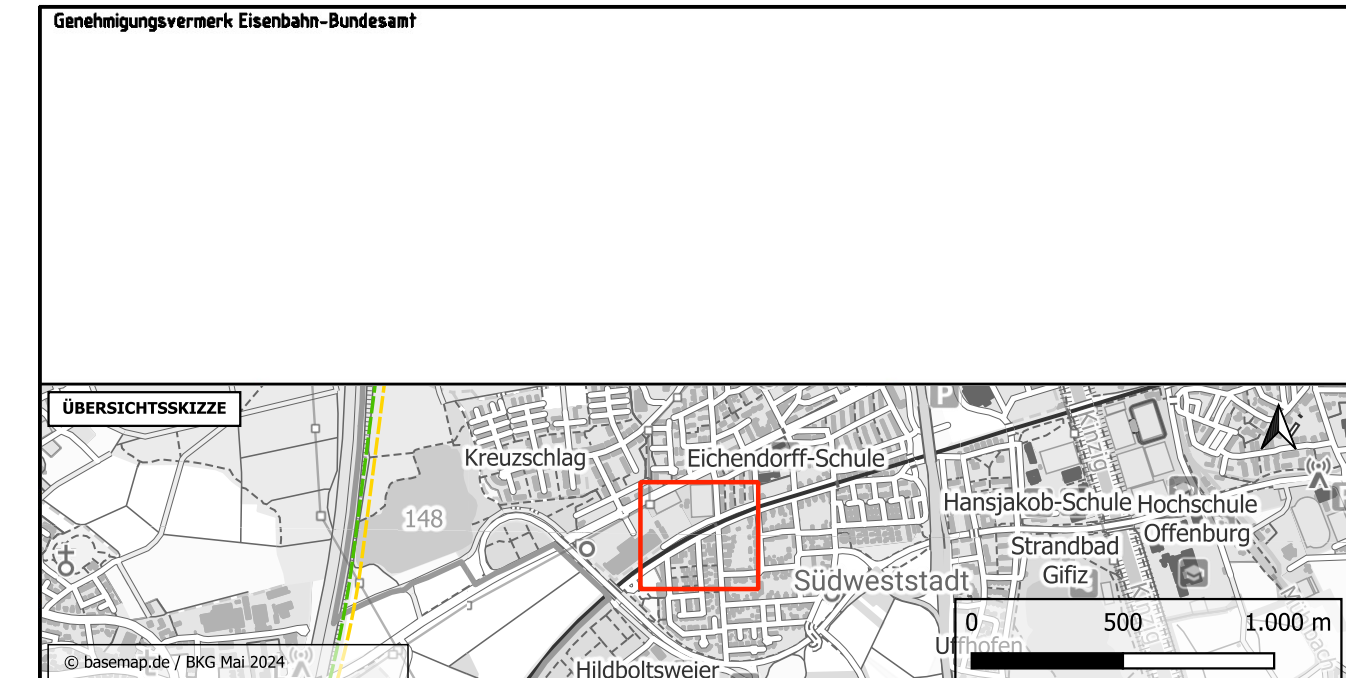 Genehmigungsvermerk Eisenbahn-Bundesamt
ÜBERSICHTSSKIZZE
P
Kinzig
Kreuzschlag
Eichendorff-Schule
148
Hansjakob-Schule
Hochschule
Offenburg
Strandbad
Gifiz
Südweststadt
0 500 1.000 m
Uffhofen
© basemap.de / BKG Mai 2024
Hildboltsweier